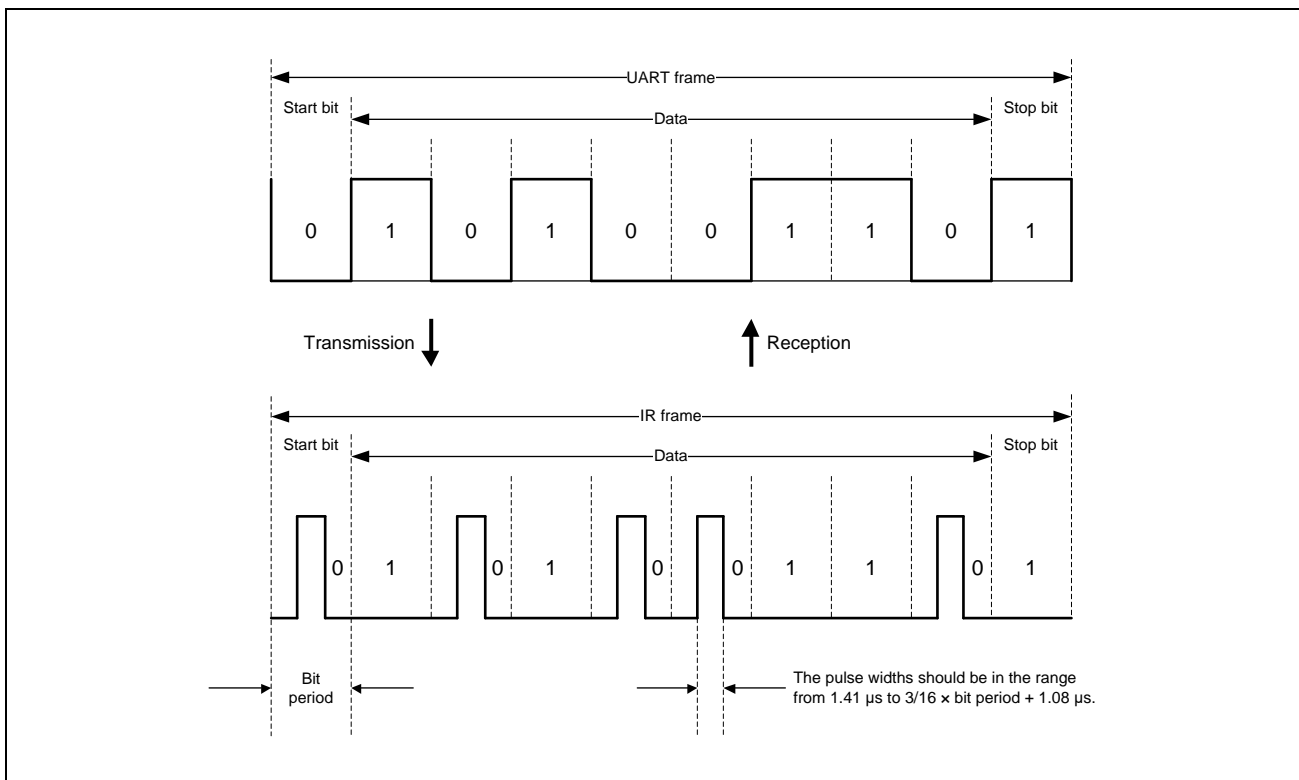 UART frame
Start bit
Data
Stop bit
0 1 0 1 0 0 1 1 0 1
Transmission
Reception
IR frame
Start bit
Data
Stop bit
0 1 0 1 0 0 1 1 0 1
Bit
period
The pulse widths should be in the range
from 1.41 μs to 3/16 × bit period + 1.08 μs.